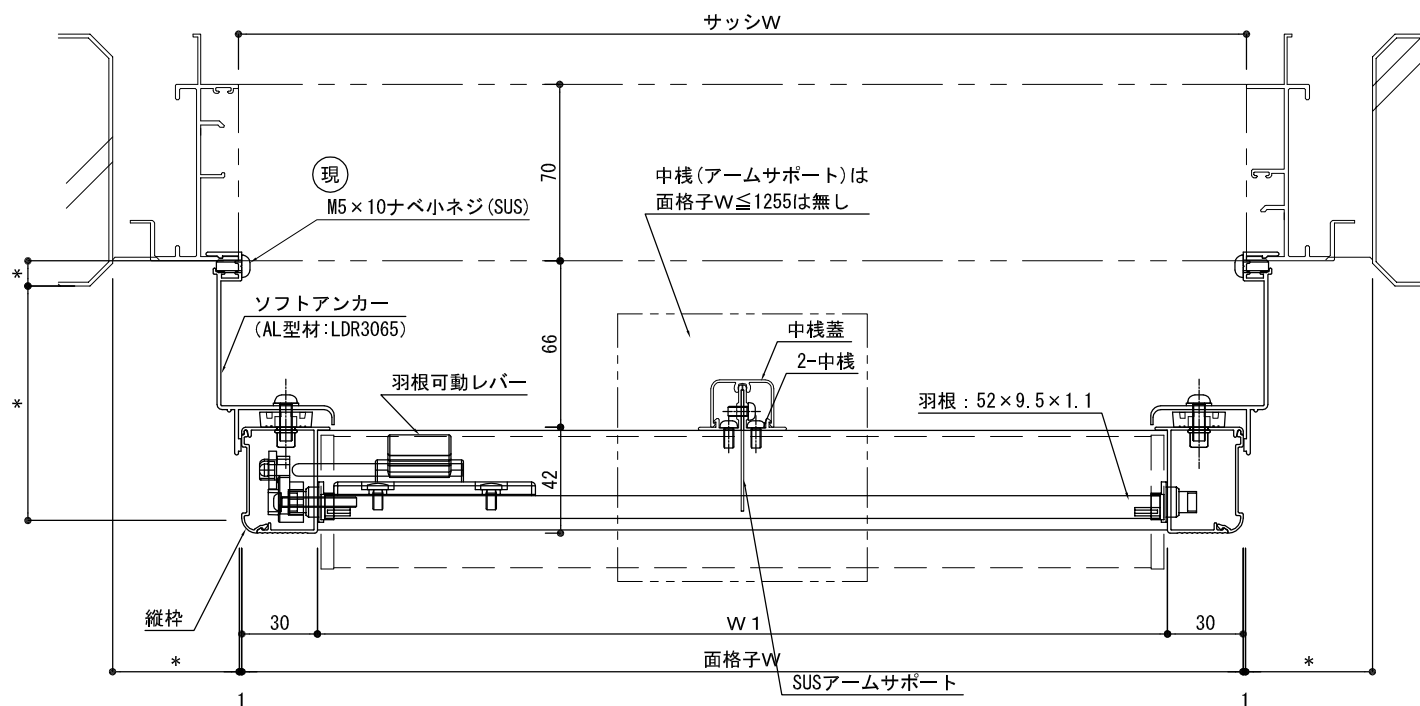 サッシW
現
M5×10ナベ小ネジ(SUS)
70
中桟(アームサポート)は
面格子W≦1255は無し
*
ソフトアンカー
(AL型材:LDR3065)
66
中桟蓋
2-中桟
羽根可動レバー
羽根：52×9.5×1.1
*
42
縦枠
30
W1
30
*
面格子W
*
SUSアームサポート
1
1